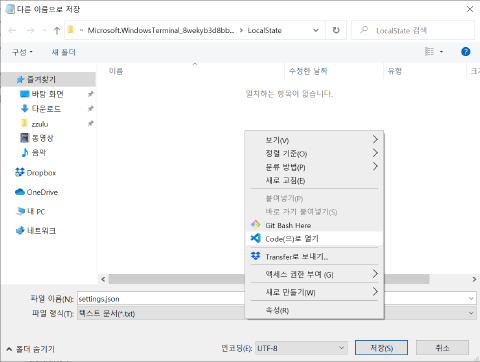 다른 이름으로 저장
« Microsoft.WindowsTerminal_8wekyb3d8bb... > LocalState
LocalState 검색
구성 새 폴더
이름 수정한 날짜 유형
일치하는 항목이 없습니다.
즐겨찾기
바탕 화면
다운로드
zzulu
동영상
음악
Dropbox
OneDrive
내 PC
네트워크
보기(V)
정렬 기준(O)
분류 방법(P)
새로 고침(E)
붙여넣기(P)
바로 가기 붙여넣기(S)
Git Bash Here
Code(으)로 열기
Transfer로 보내기...
액세스 권한 부여 (G)
새로 만들기(W)
속성(R)
파일 이름(N): settings.json
파일 형식(T): 텍스트 문서(*.txt)
폴더 숨기기
인코딩(E): UTF-8
저장(S)
취소